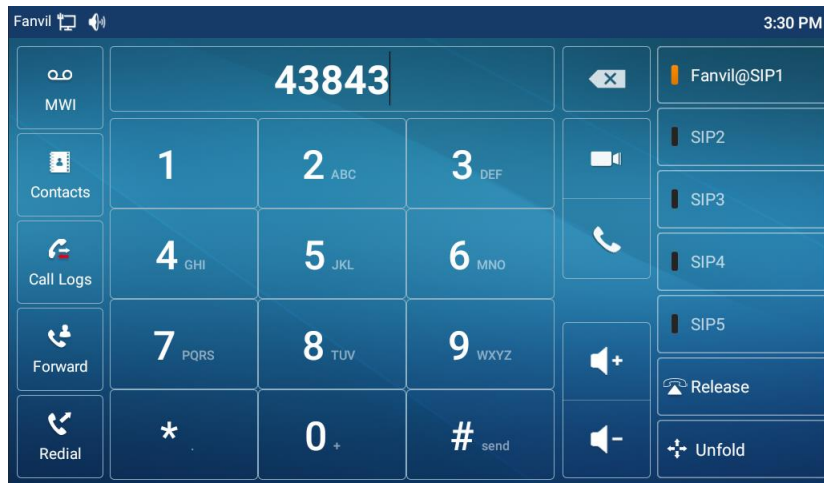 Fanvil 3:30 PM
MWI
Contacts
Call Logs
Forward
Redial
43843
1 2 ABC 3 DEF
4 GHI 5 JKL 6 MNO
7 PQRS 8 TUV 9 WXYZ
* . 0 + # send
+
-
Fanvil@SIP1
SIP2
SIP3
SIP4
SIP5
Release
Unfold